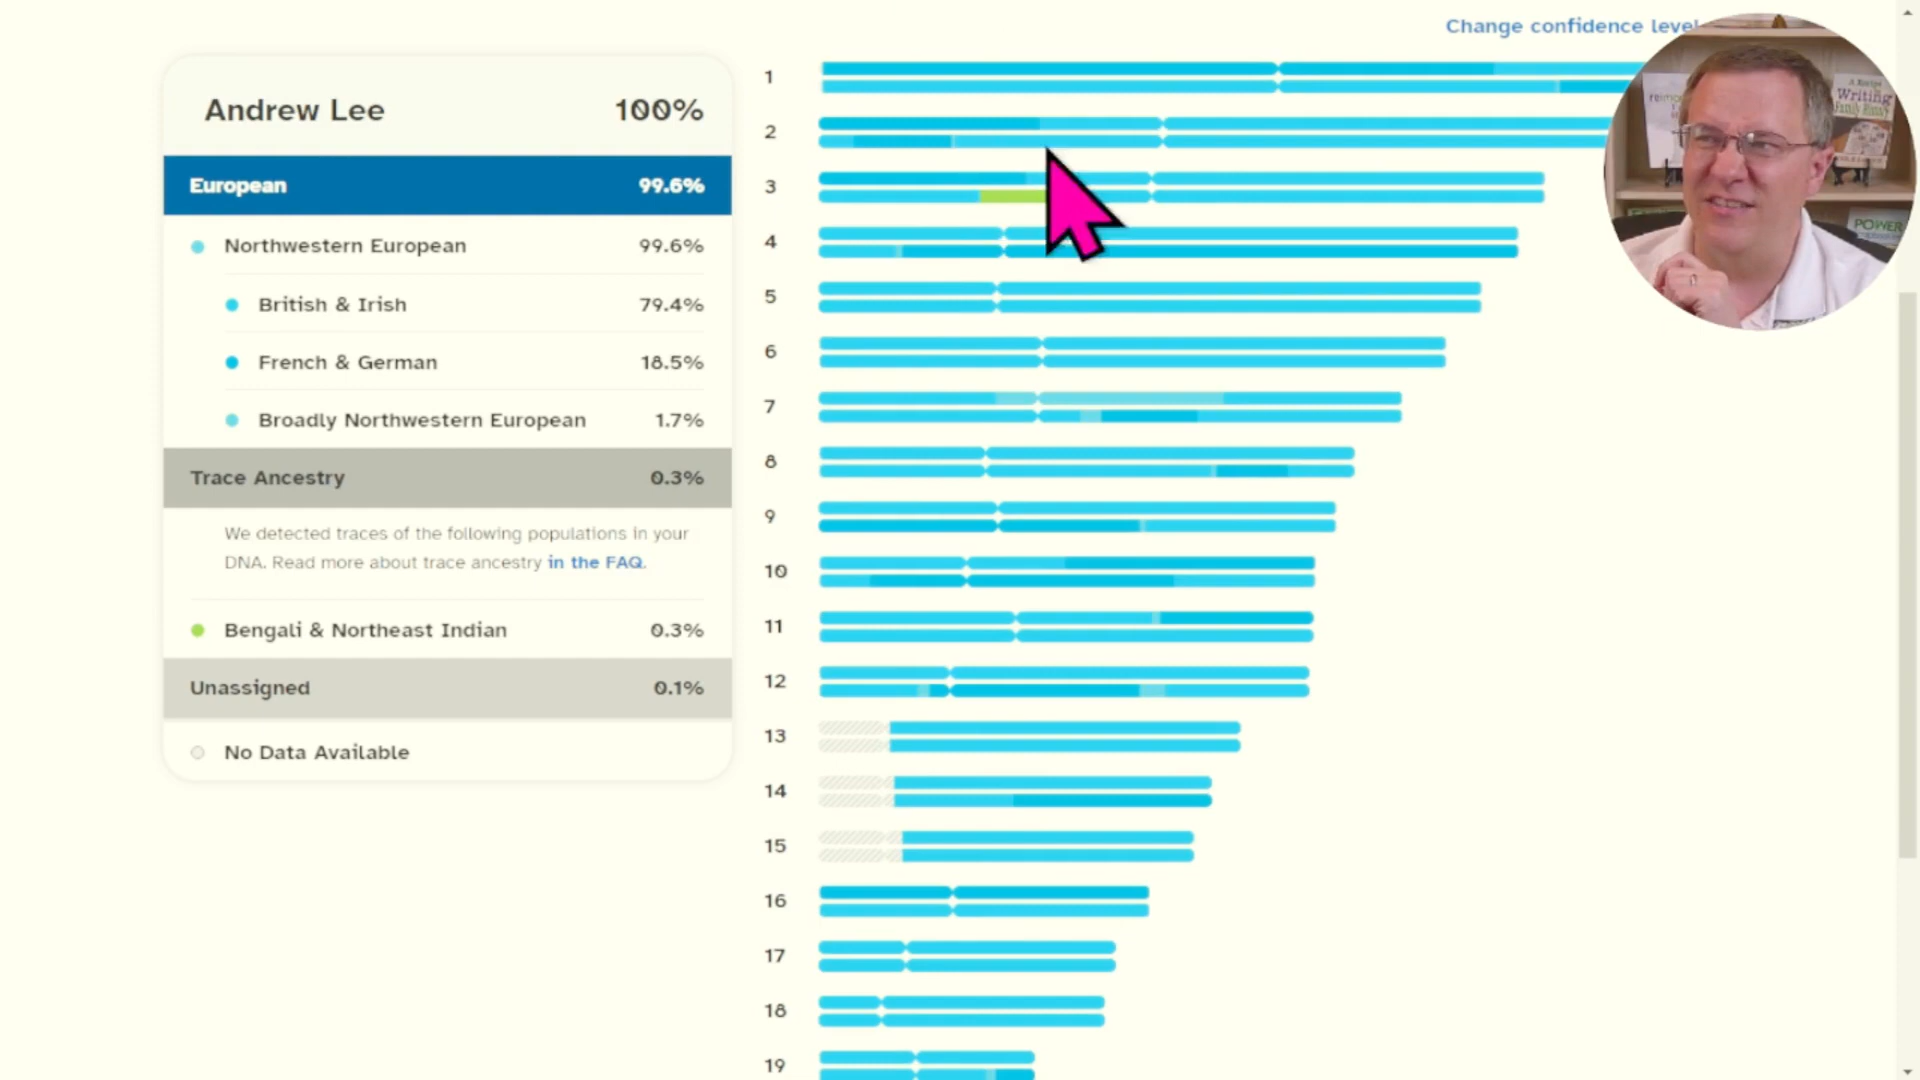 Change confidence level
Andrew Lee 100%
European 99.6%
Northwestern European 99.6%
British & Irish 79.4%
French & German 18.5%
Broadly Northwestern European 1.7%
Trace Ancestry 0.3%
We detected traces of the following populations in your
DNA. Read more about trace ancestry in the FAQ.
Bengali & Northeast Indian 0.3%
Unassigned 0.1%
No Data Available
1
2
3
4
5
6
7
8
9
10
11
12
13
14
15
16
17
18
19
Writing
Family History
POWER